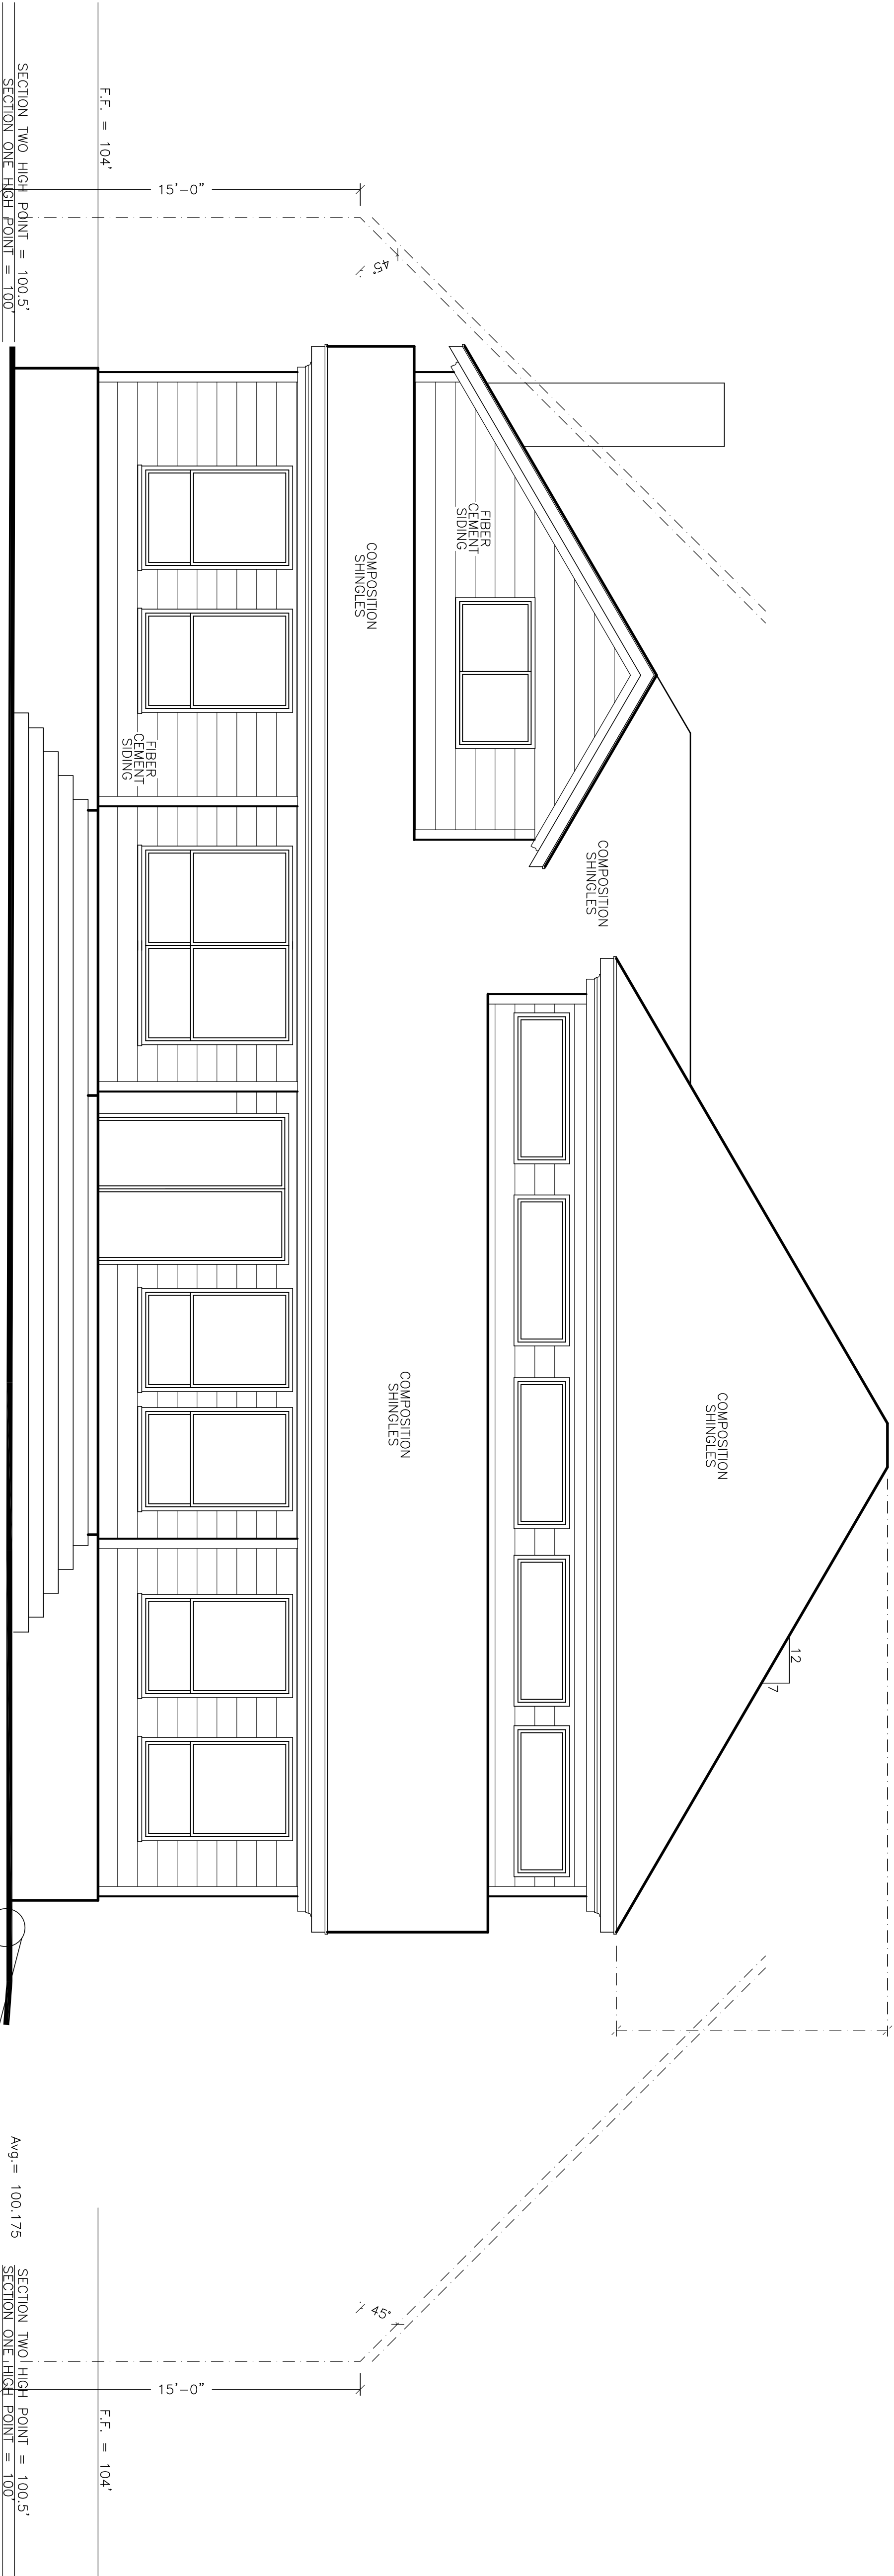 12
7
COMPOSITION
SHINGLES
COMPOSITION
SHINGLES
FIBER
CEMENT
SIDING
45°
45°
COMPOSITION
SHINGLES
COMPOSITION
SHINGLES
15'-0"
15'-0"
FIBER
CEMENT
SIDING
F.F. = 104'
F.F. = 104'
SECTION TWO HIGH POINT = 100.5'
SECTION ONE HIGH POINT = 100'
Avg.= 100.175
SECTION TWO HIGH POINT = 100.5'
SECTION ONE HIGH POINT = 100'